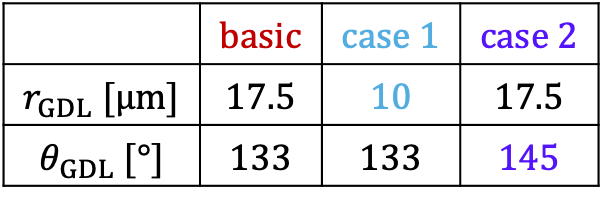 basic case 1 case 2
r_GDL [μm] 17.5 10 17.5
θ_GDL [°] 133 133 145